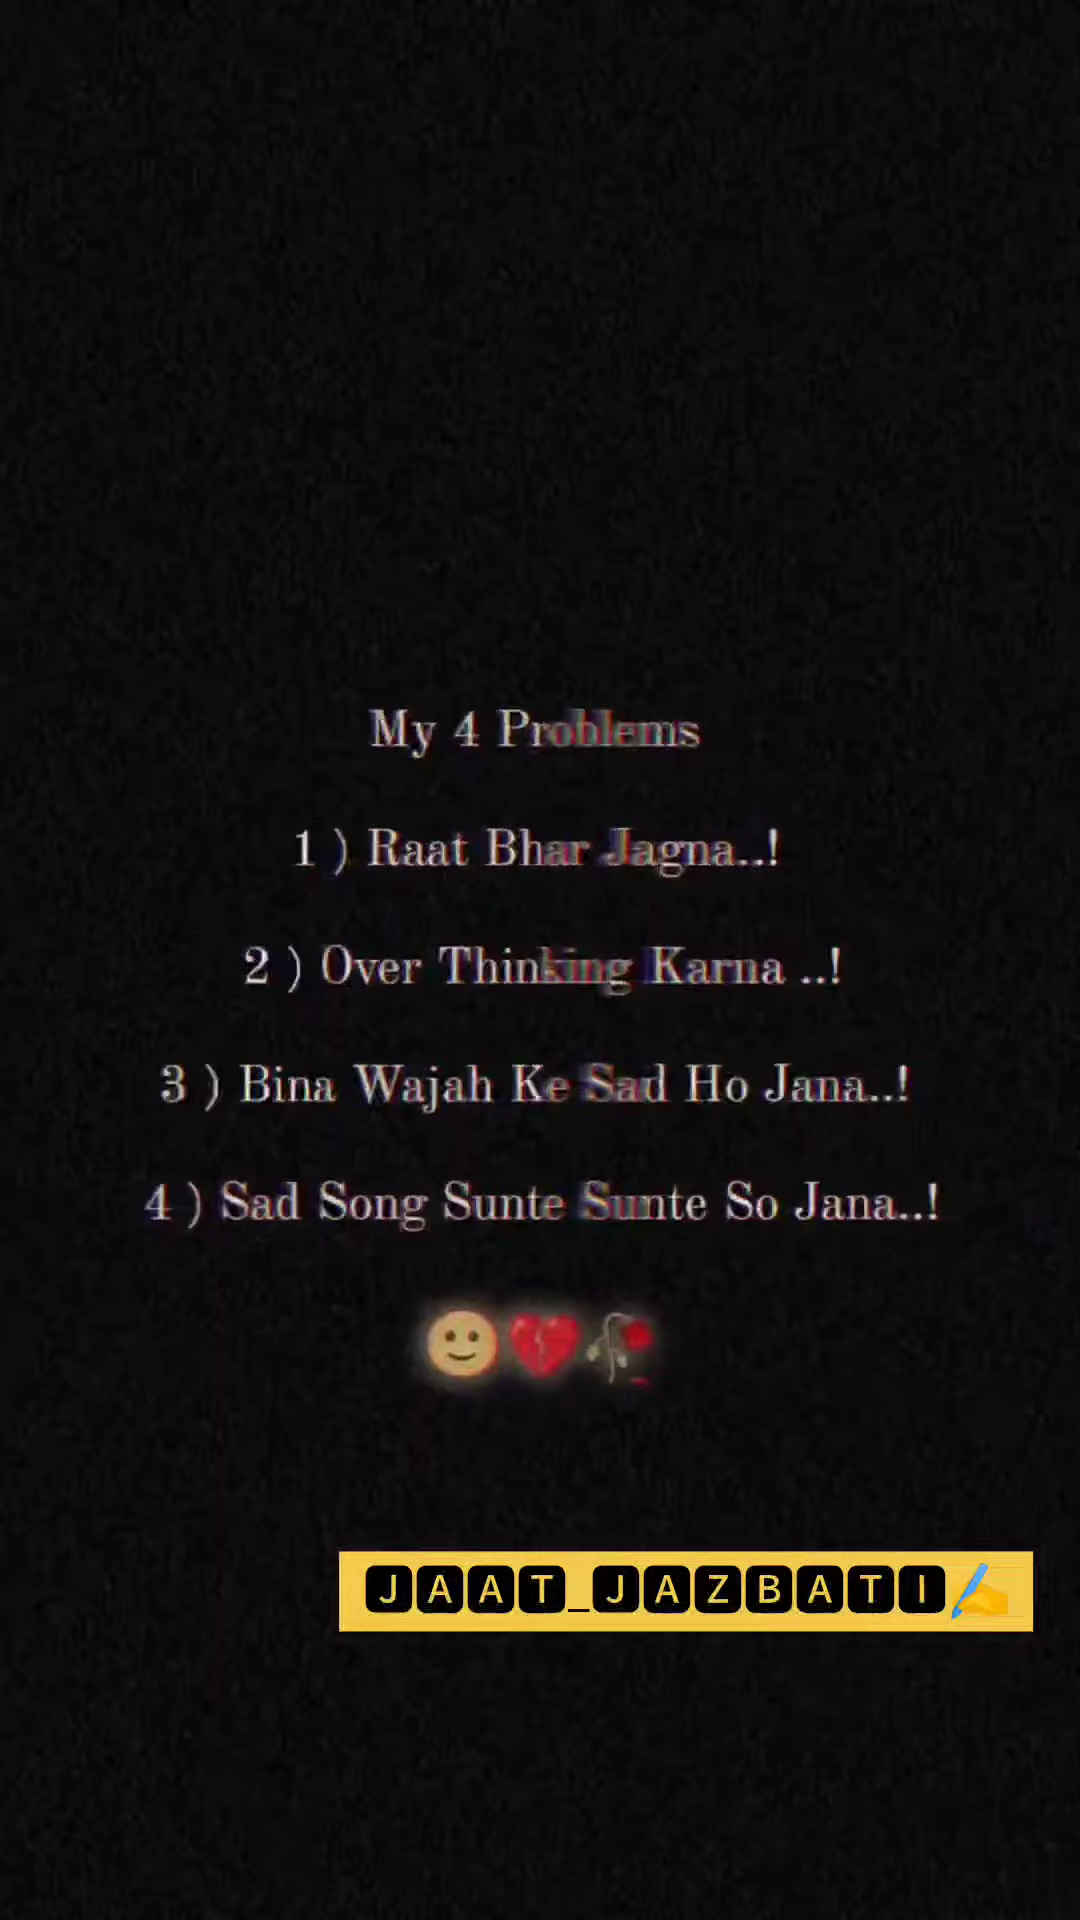 My 4 Problems
1 ) Raat Bhar Jagna..!
2 ) Over Thinking Karna ..!
3 ) Bina Wajah Ke Sad Ho Jana..!
4 ) Sad Song Sunte Sunte So Jana..!
🙂💔🥀
🅹🅰🅰🆃_🅹🅰🆉🅱🅰🆃🅸✍️